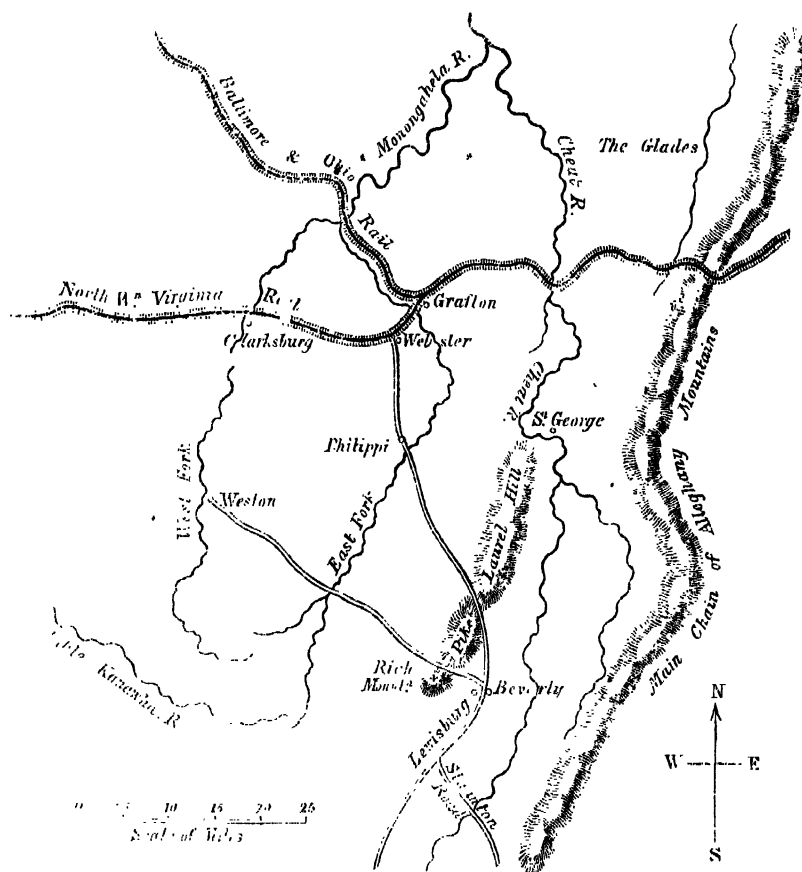 Baltimore & Ohio Rail
Monongahela R.
Cheat R.
The Glades
North Wn. Virginia
Grafton
Clarksburg
Webster
Cheat R.
Mountains
St. George
Philippi
West Fork
Weston
East Fork
Laurel Hill
Main Chain of Alleghany
Pike
Rich
Mount.
Beverly
Kanawha R
Lewisburg
Staunton
Road
N
W
E
S
0 5 10 15 20 25
Scale of Miles